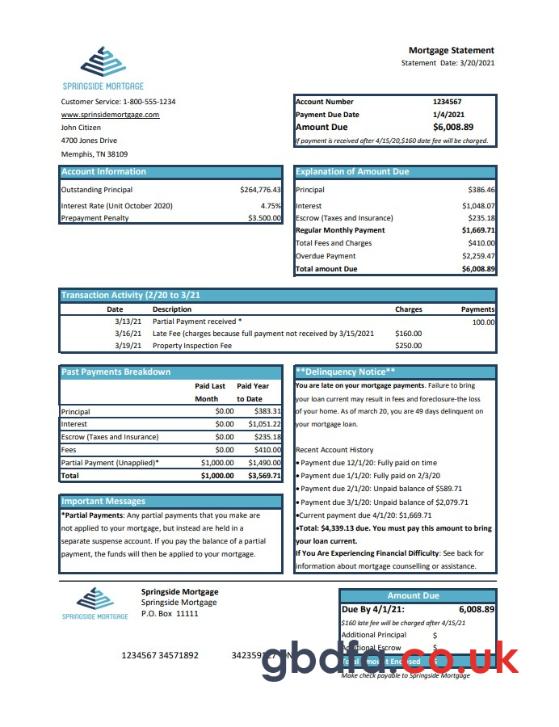 Mortgage Statement
Statement Date: 3/20/2021
SPRINGSIDE MORTGAGE
Customer Service: 1-800-555-1234
www.sprinsidemortgage.com
John Citizen
4700 Jones Drive
Memphis, TN 38109
Account Number 1234567
Payment Due Date 1/4/2021
Amount Due $6,008.89
If payment is received after 4/15/20,$160 date fee will be charged.
Account Information
Outstanding Principal $264,776.43
Interest Rate (Unit October 2020) 4.75%
Prepayment Penalty $3.500.00
Explanation of Amount Due
Principal $386.46
Interest $1,048.07
Escrow (Taxes and Insurance) $235.18
Regular Monthly Payment $1,669.71
Total Fees and Charges $410.00
Overdue Payment $2,259.47
Total amount Due $6,008.89
Transaction Activity (2/20 to 3/21
Date Description Charges Payments
3/13/21 Partial Payment received * 100.00
3/16/21 Late Fee (charges because full payment not received by 3/15/2021 $160.00
3/19/21 Property Inspection Fee $250.00
Past Payments Breakdown
Paid Last Month Paid Year to Date
Principal $0.00 $383.31
Interest $0.00 $1,051.22
Escrow (Taxes and Insurance) $0.00 $235.18
Fees $0.00 $410.00
Partial Payment (Unapplied)* $1,000.00 $1,490.00
Total $1,000.00 $3,569.71
Important Messages
*Partial Payments: Any partial payments that you make are
not applied to your mortgage, but instead are held in a
separate suspense account. If you pay the balance of a partial
payment, the funds will then be applied to your mortgage.
**Delinquency Notice**
You are late on your mortgage payments. Failure to bring
your loan current may result in fees and foreclosure-the loss
of your home. As of march 20, you are 49 days delinquent on
your mortgage loan.
Recent Account History
•Payment due 12/1/20: Fully paid on time
•Payment due 1/1/20: Fully paid on 2/3/20
•Payment due 2/1/20: Unpaid balance of $589.71
•Payment due 3/1/20: Unpaid balance of $2,079.71
•Current payment due 4/1/20: $1,669.71
•Total: $4,339.13 due. You must pay this amount to bring
your loan current.
If You Are Experiencing Financial Difficulty: See back for
information about mortgage counselling or assistance.
SPRINGSIDE MORTGAGE
Springside Mortgage
Springside Mortgage
P.O. Box 11111
1234567 34571892
Amount Due
Due By 4/1/21: 6,008.89
$160 late fee will be charged after 4/15/21
Additional Principal $
Additional Escrow $
Total Amount Enclosed $
Make check payable to Springside Mortgage
gbdfa.co.uk